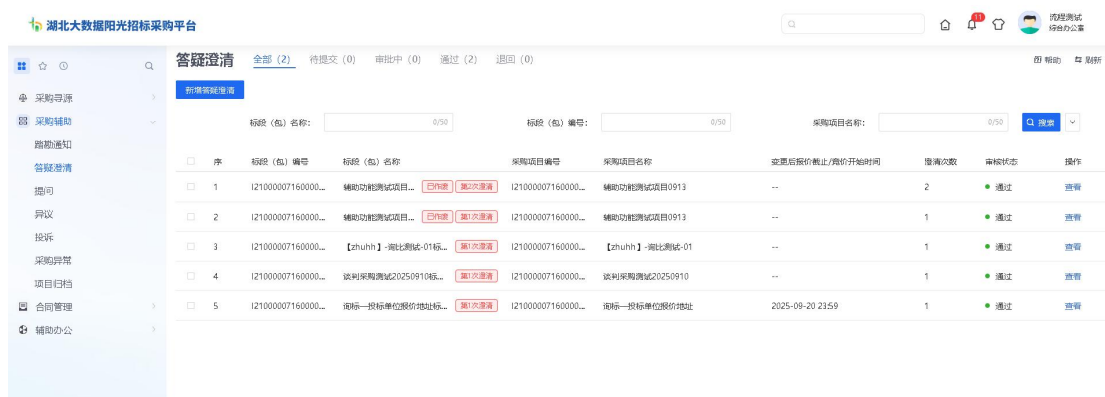 湖北大数据阳光招标采购平台
11
流程测试
综合办公室
答疑澄清 全部（2） 待提交（0） 审批中（0） 通过（2） 退回（0）
帮助 刷新
新增答疑澄清
采购寻源
采购辅助
踏勘通知
答疑澄清
提问
异议
投诉
采购异常
项目归档
合同管理
辅助办公
标段（包）名称： 0/50 标段（包）编号： 0/50 采购项目名称： 0/50 搜索
序 标段（包）编号 标段（包）名称 采购项目编号 采购项目名称 变更后报价截止/竞价开始时间 澄清次数 审核状态 操作
1 I21000007160000... 辅助功能测试项目... 已作废 第2次澄清 I21000007160000... 辅助功能测试项目0913 -- 2 通过 查看
2 I21000007160000... 辅助功能测试项目... 已作废 第1次澄清 I21000007160000... 辅助功能测试项目0913 -- 1 通过 查看
3 I21000007160000... 【zhuhh】-询比测试-01标... 第1次澄清 I21000007160000... 【zhuhh】-询比测试-01 -- 1 通过 查看
4 I21000007160000... 谈判采购测试20250910标... 第1次澄清 I21000007160000... 谈判采购测试20250910 -- 1 通过 查看
5 I21000007160000... 询标—投标单位报价地址标... 第1次澄清 I21000007160000... 询标—投标单位报价地址 2025-09-20 23:59 1 通过 查看